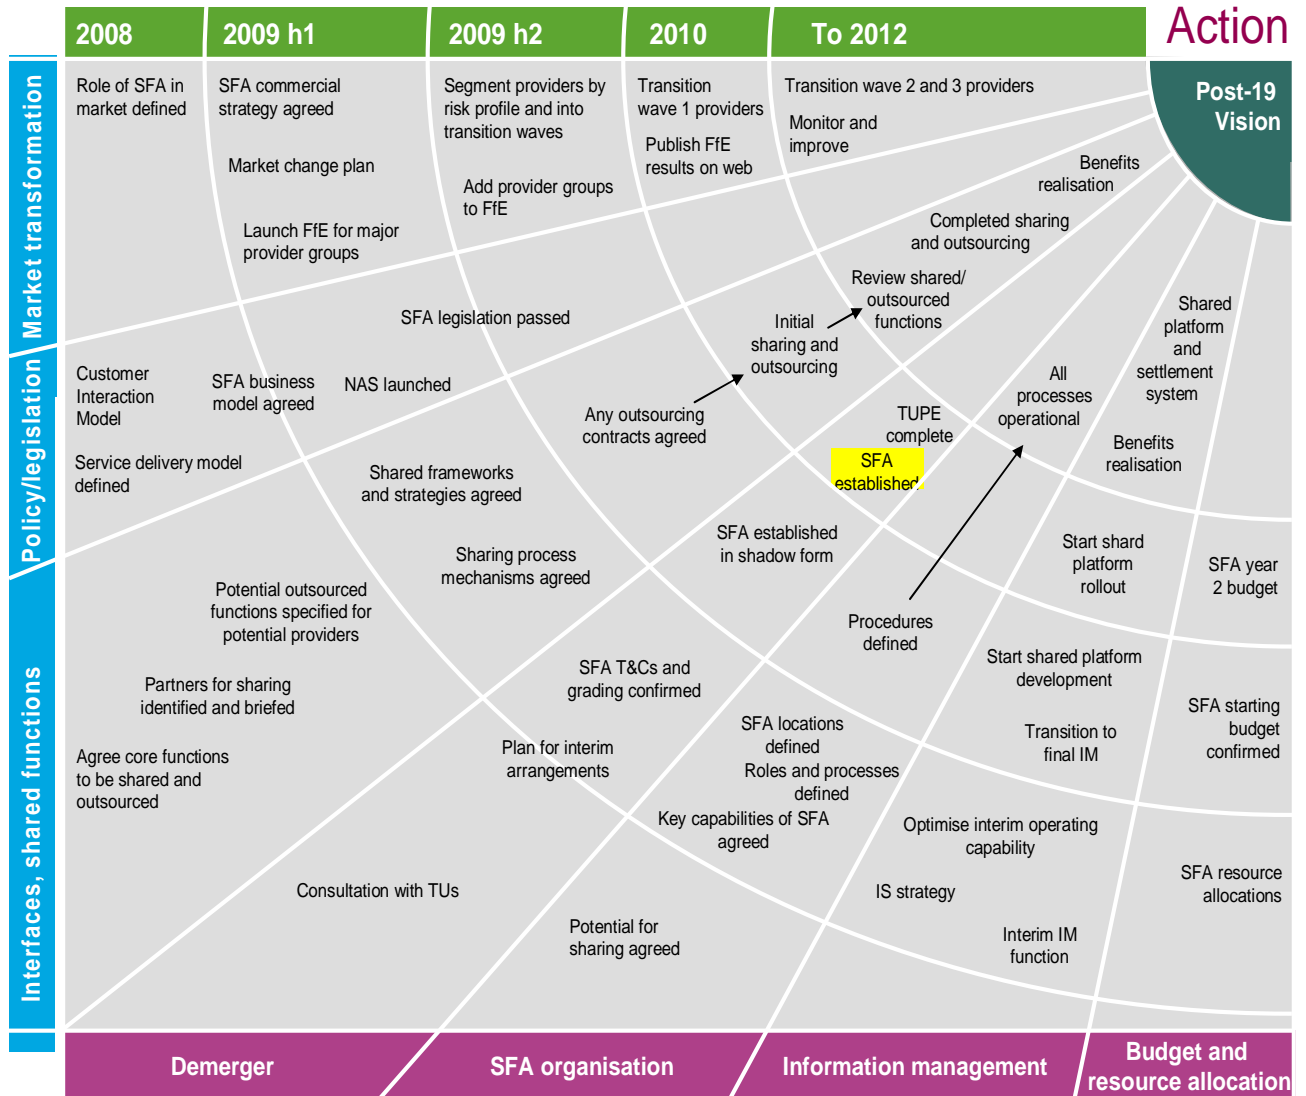 2008
2009 h1
2009 h2
2010
To 2012
Action
Post-19
Vision
Market transformation
Policy/legislation
Interfaces, shared functions
Role of SFA in
market defined
SFA commercial
strategy agreed
Market change plan
Launch FfE for major
provider groups
Segment providers by
risk profile and into
transition waves
Add provider groups
to FfE
Transition
wave 1 providers
Publish FfE
results on web
Transition wave 2 and 3 providers
Monitor and
improve
Benefits
realisation
Completed sharing
and outsourcing
Review shared/
outsourced
functions
Initial
sharing and
outsourcing
Any outsourcing
contracts agreed
SFA legislation passed
Customer
Interaction
Model
SFA business
model agreed
NAS launched
Service delivery model
defined
Shared frameworks
and strategies agreed
Sharing process
mechanisms agreed
Potential outsourced
functions specified for
potential providers
Partners for sharing
identified and briefed
Agree core functions
to be shared and
outsourced
TUPE
complete
SFA
established
SFA established
in shadow form
SFA T&Cs and
grading confirmed
Plan for interim
arrangements
Consultation with TUs
All
processes
operational
Procedures
defined
SFA locations
defined
Roles and processes
defined
Key capabilities of SFA
agreed
Potential for
sharing agreed
Shared
platform
and
settlement
system
Benefits
realisation
Start shard
platform
rollout
Start shared platform
development
Transition to
final IM
Optimise interim operating
capability
IS strategy
Interim IM
function
SFA year
2 budget
SFA starting
budget
confirmed
SFA resource
allocations
Demerger
SFA organisation
Information management
Budget and
resource allocation